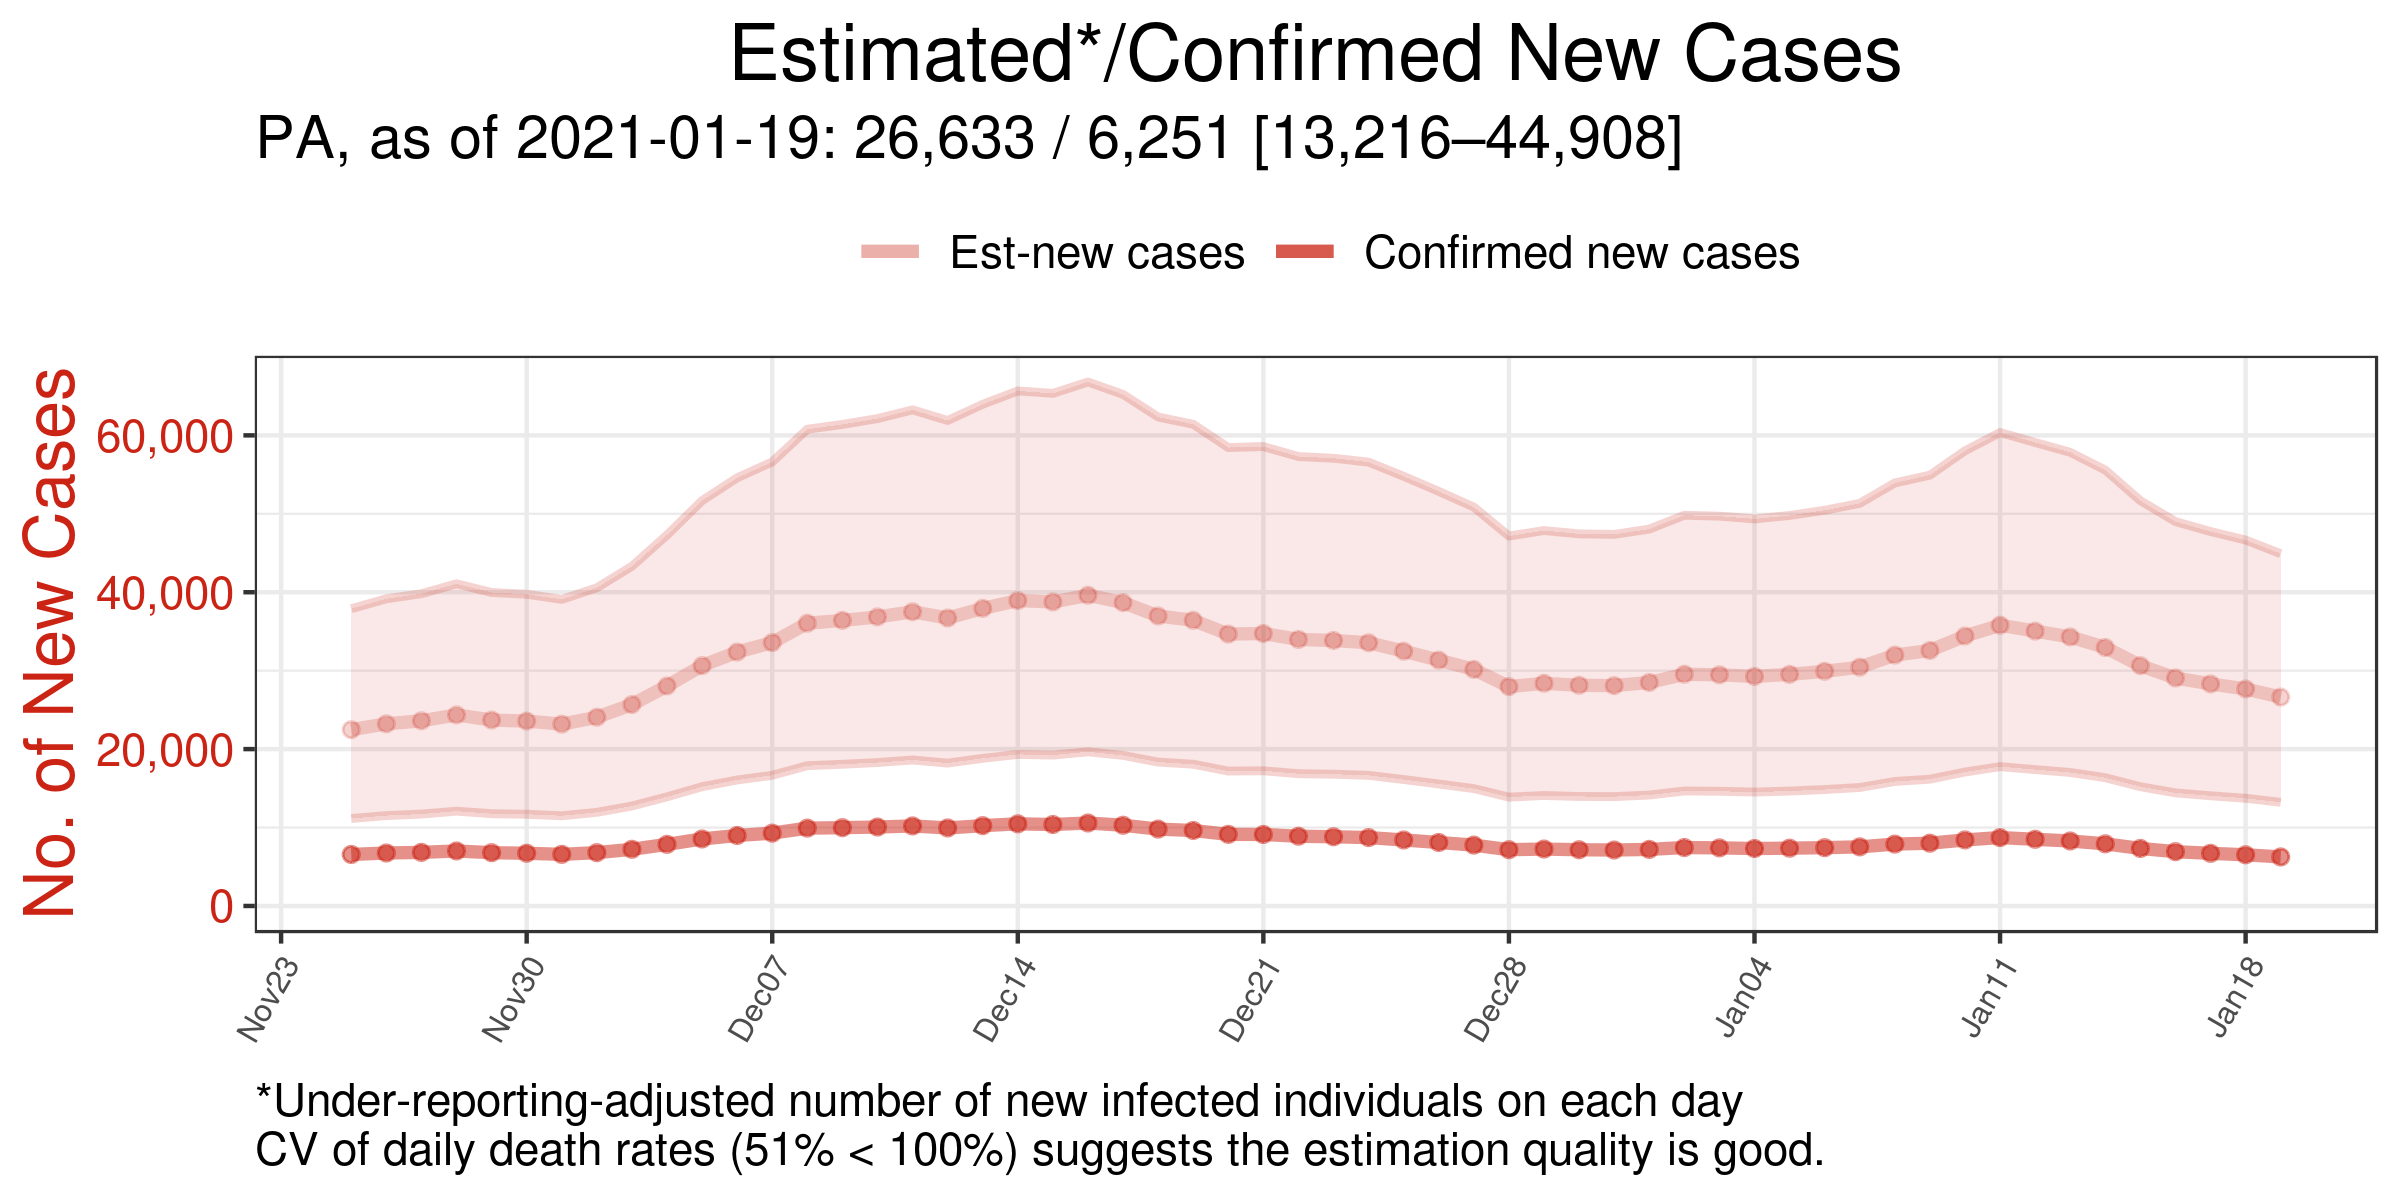 Estimated*/Confirmed New Cases
PA, as of 2021-01-19: 26,633 / 6,251 [13,216–44,908]
Est-new cases Confirmed new cases
No. of New Cases
60,000
40,000
20,000
0
Nov23 Nov30 Dec07 Dec14 Dec21 Dec28 Jan04 Jan11 Jan18
*Under-reporting-adjusted number of new infected individuals on each day
CV of daily death rates (51% < 100%) suggests the estimation quality is good.